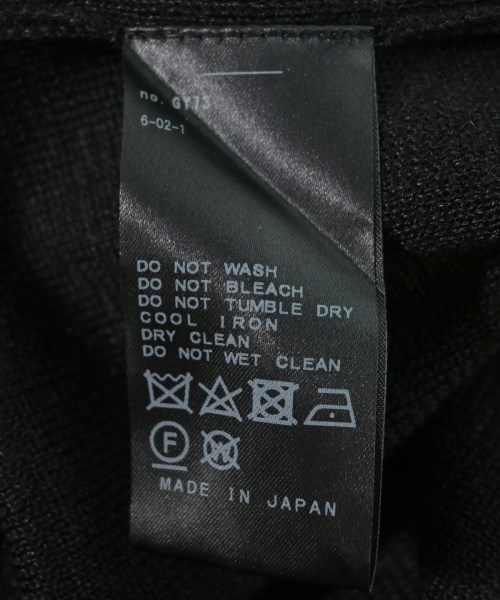 no. GY73
6-02-1
DO NOT WASH
DO NOT BLEACH
DO NOT TUMBLE DRY
COOL IRON
DRY CLEAN
DO NOT WET CLEAN
F W
MADE IN JAPAN